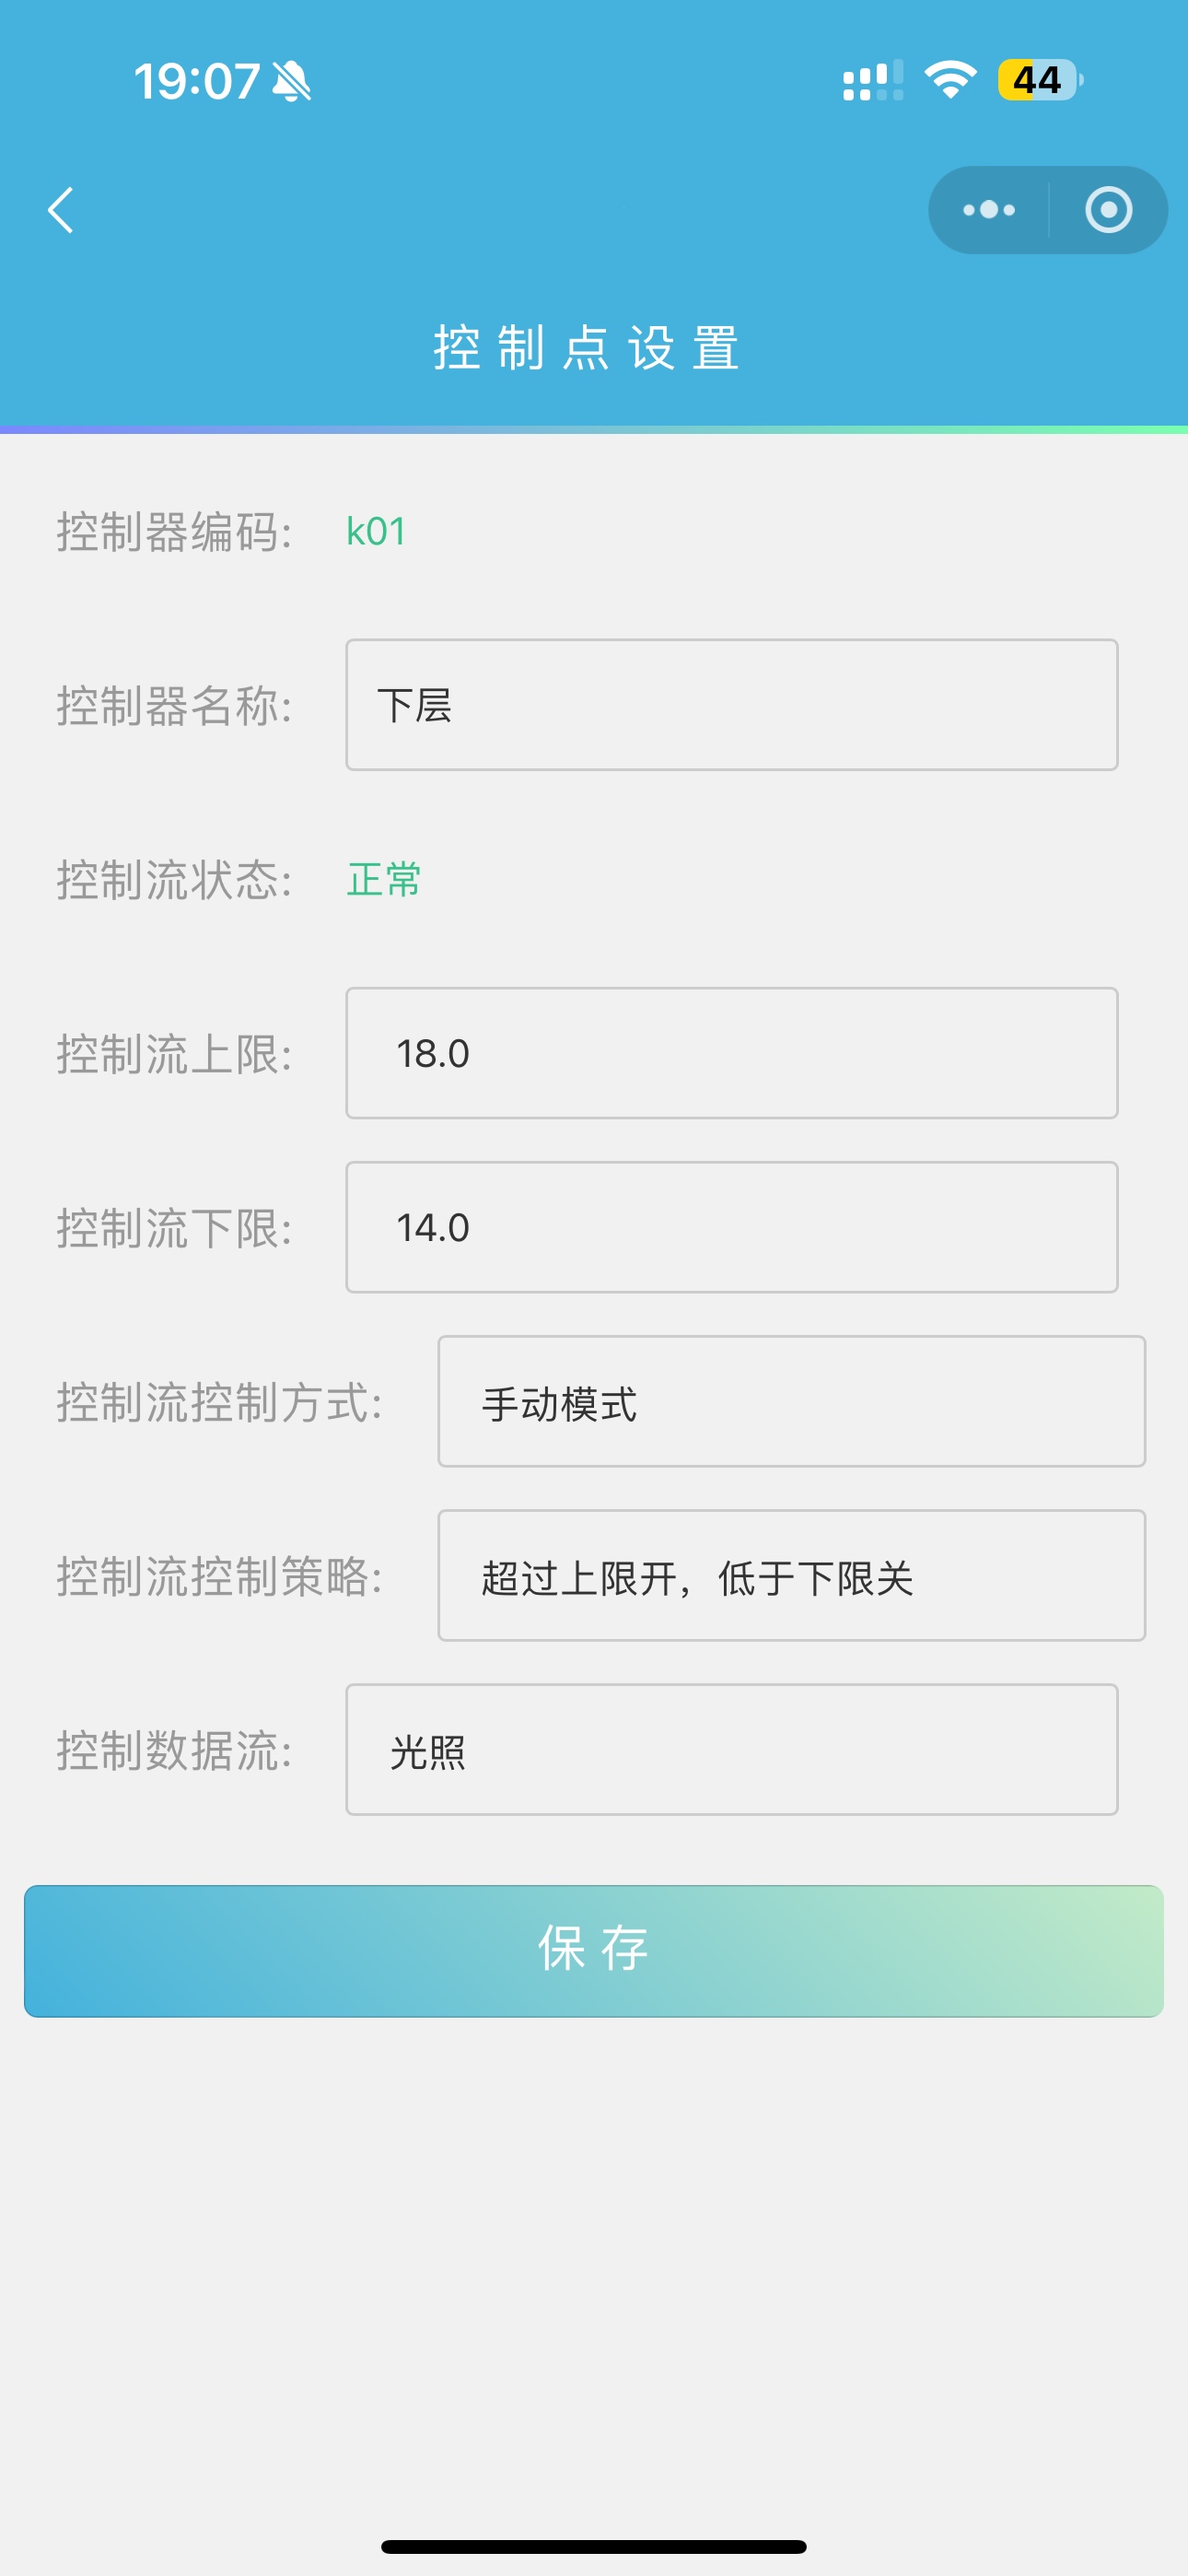 19:07
44
控制点设置
控制器编码: k01
控制器名称: 下层
控制流状态: 正常
控制流上限: 18.0
控制流下限: 14.0
控制流控制方式: 手动模式
控制流控制策略: 超过上限开，低于下限关
控制数据流: 光照
保存